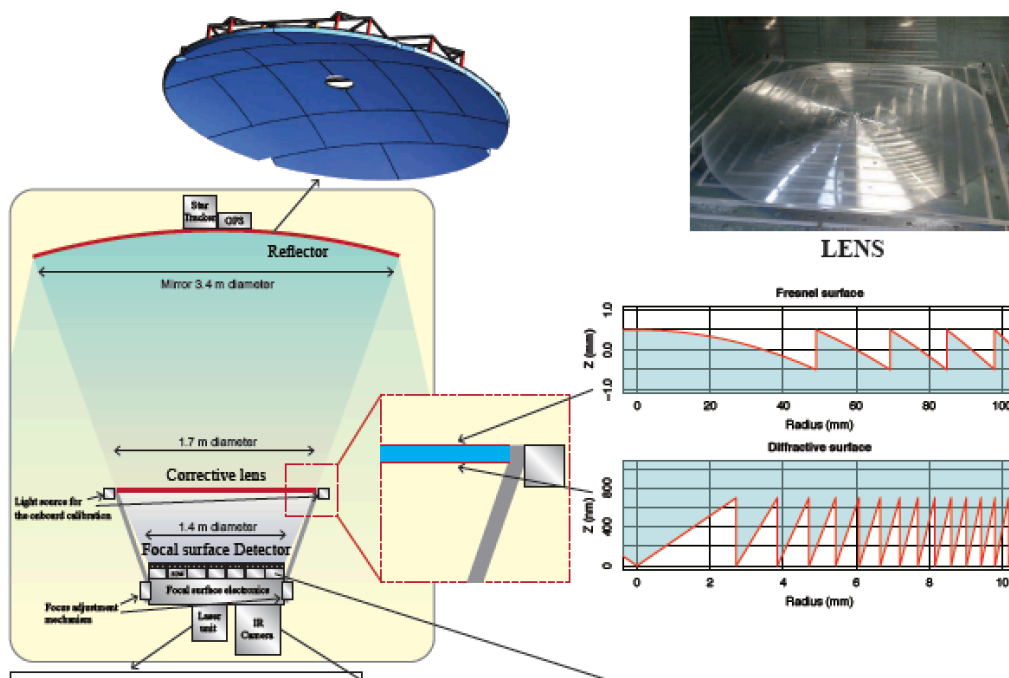 Star
Tracker
GPS
Reflector
Mirror 3.4 m diameter
LENS
Fresnel surface
1.0
0.0
-1.0
Z (mm)
0 20 40 60 80 100
Radius (mm)
Diffractive surface
800
400
0
Z (nm)
0 2 4 6 8 10
Radius (mm)
1.7 m diameter
Corrective lens
Light source for
the onboard calibration
1.4 m diameter
Focal surface Detector
Focal surface electronics
Focus adjustment
mechanism
Laser
unit
IR
Camera